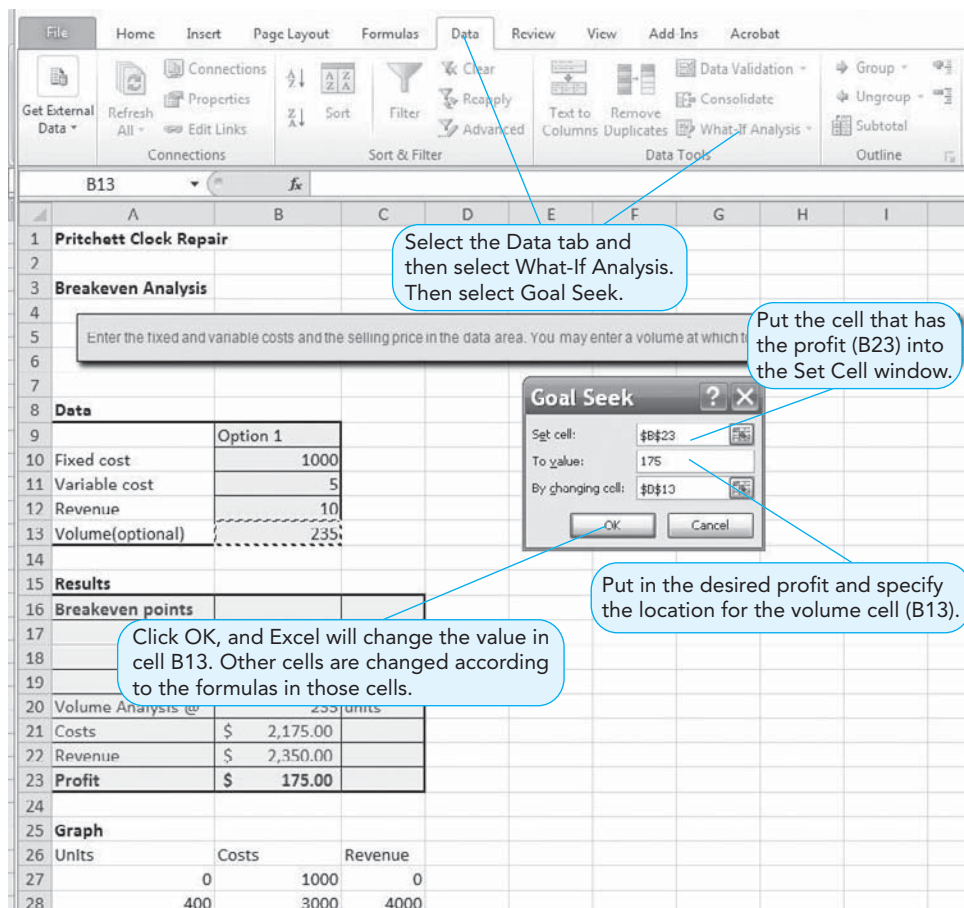 File Home Insert Page Layout Formulas Data Review View Add-Ins Acrobat
Get External Data
Refresh All
Connections
Properties
Edit Links
Connections
Sort
Filter
Clear
Reapply
Advanced
Sort & Filter
Text to Columns
Remove Duplicates
Data Validation
Consolidate
What-If Analysis
Data Tools
Group
Ungroup
Subtotal
Outline
B13 fx
A B C D E F G H I
1 Pritchett Clock Repair
2
3 Breakeven Analysis
4
5 Enter the fixed and variable costs and the selling price in the data area. You may enter a volume at which
6
7
8 Data
9 Option 1
10 Fixed cost 1000
11 Variable cost 5
12 Revenue 10
13 Volume(optional) 235
14
15 Results
16 Breakeven points
17
18
19
20 Volume Analysis @ 235 units
21 Costs $ 2,175.00
22 Revenue $ 2,350.00
23 Profit $ 175.00
24
25 Graph
26 Units Costs Revenue
27 0 1000 0
28 400 3000 4000
Select the Data tab and
then select What-If Analysis.
Then select Goal Seek.
Put the cell that has
the profit (B23) into
the Set Cell window.
Goal Seek ? X
Set cell: $B$23
To value: 175
By changing cell: $B$13
OK Cancel
Put in the desired profit and specify
the location for the volume cell (B13).
Click OK, and Excel will change the value in
cell B13. Other cells are changed according
to the formulas in those cells.